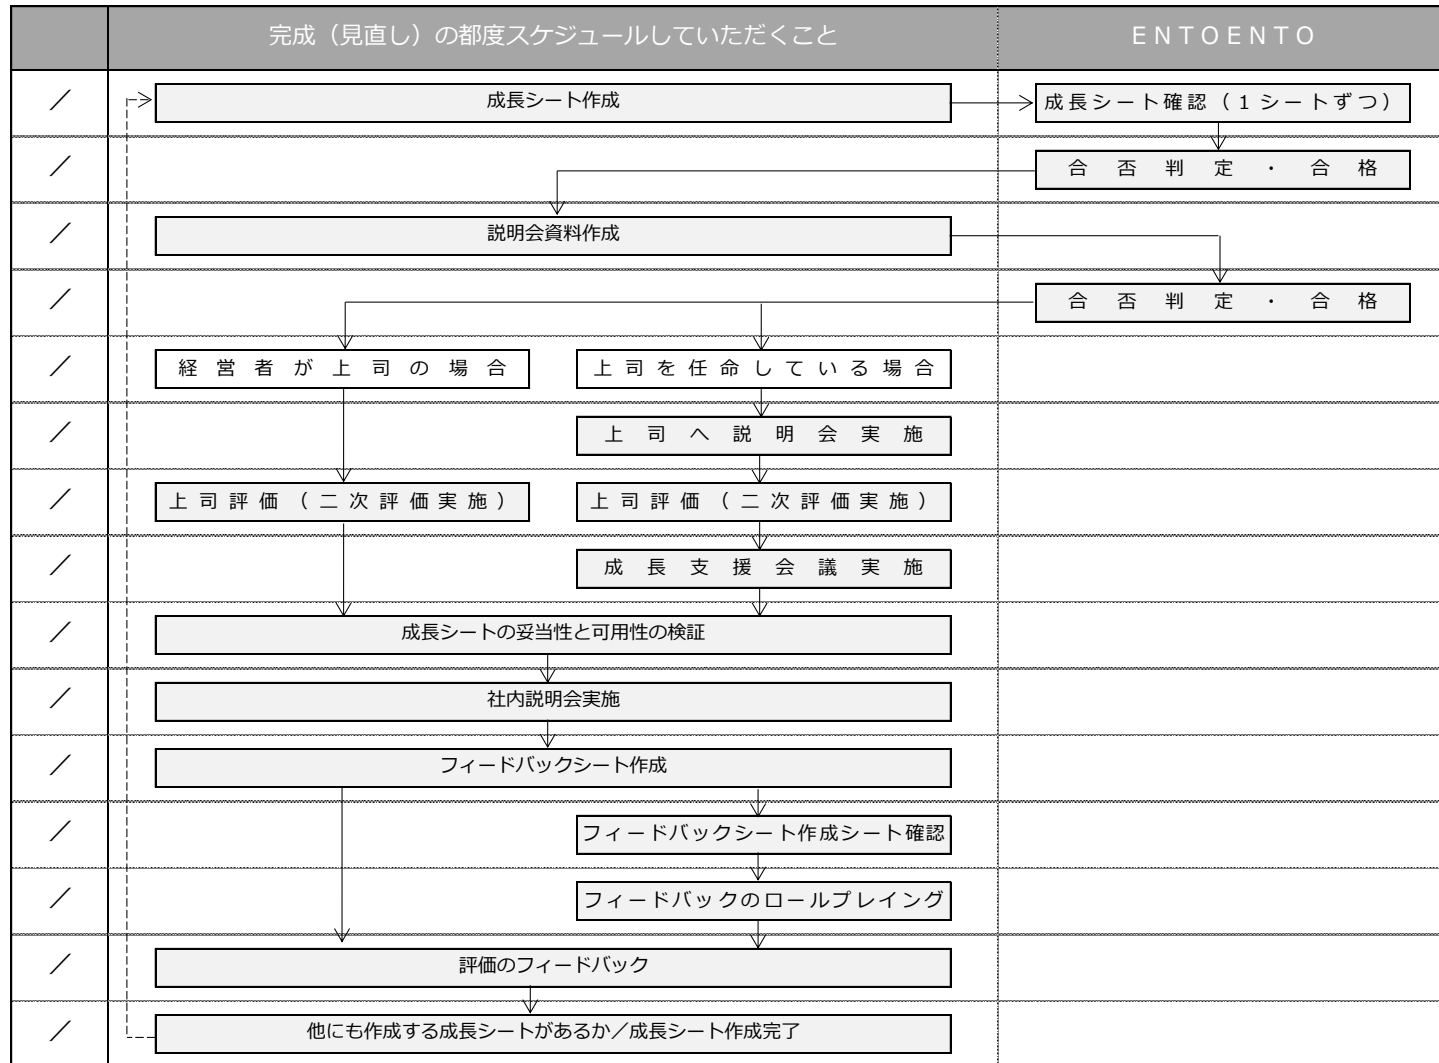 完成（見直し）の都度スケジュールしていただくこと
ＥＮＴＯＥＮＴＯ
／
成長シート作成
成長シート確認（１シートずつ）
／
合否判定・合格
／
説明会資料作成
／
合否判定・合格
／
経営者が上司の場合
上司を任命している場合
／
上司へ説明会実施
／
上司評価（二次評価実施）
上司評価（二次評価実施）
／
成長支援会議実施
／
成長シートの妥当性と可用性の検証
／
社内説明会実施
／
フィードバックシート作成
／
フィードバックシート作成シート確認
／
フィードバックのロールプレイング
／
評価のフィードバック
／
他にも作成する成長シートがあるか／成長シート作成完了